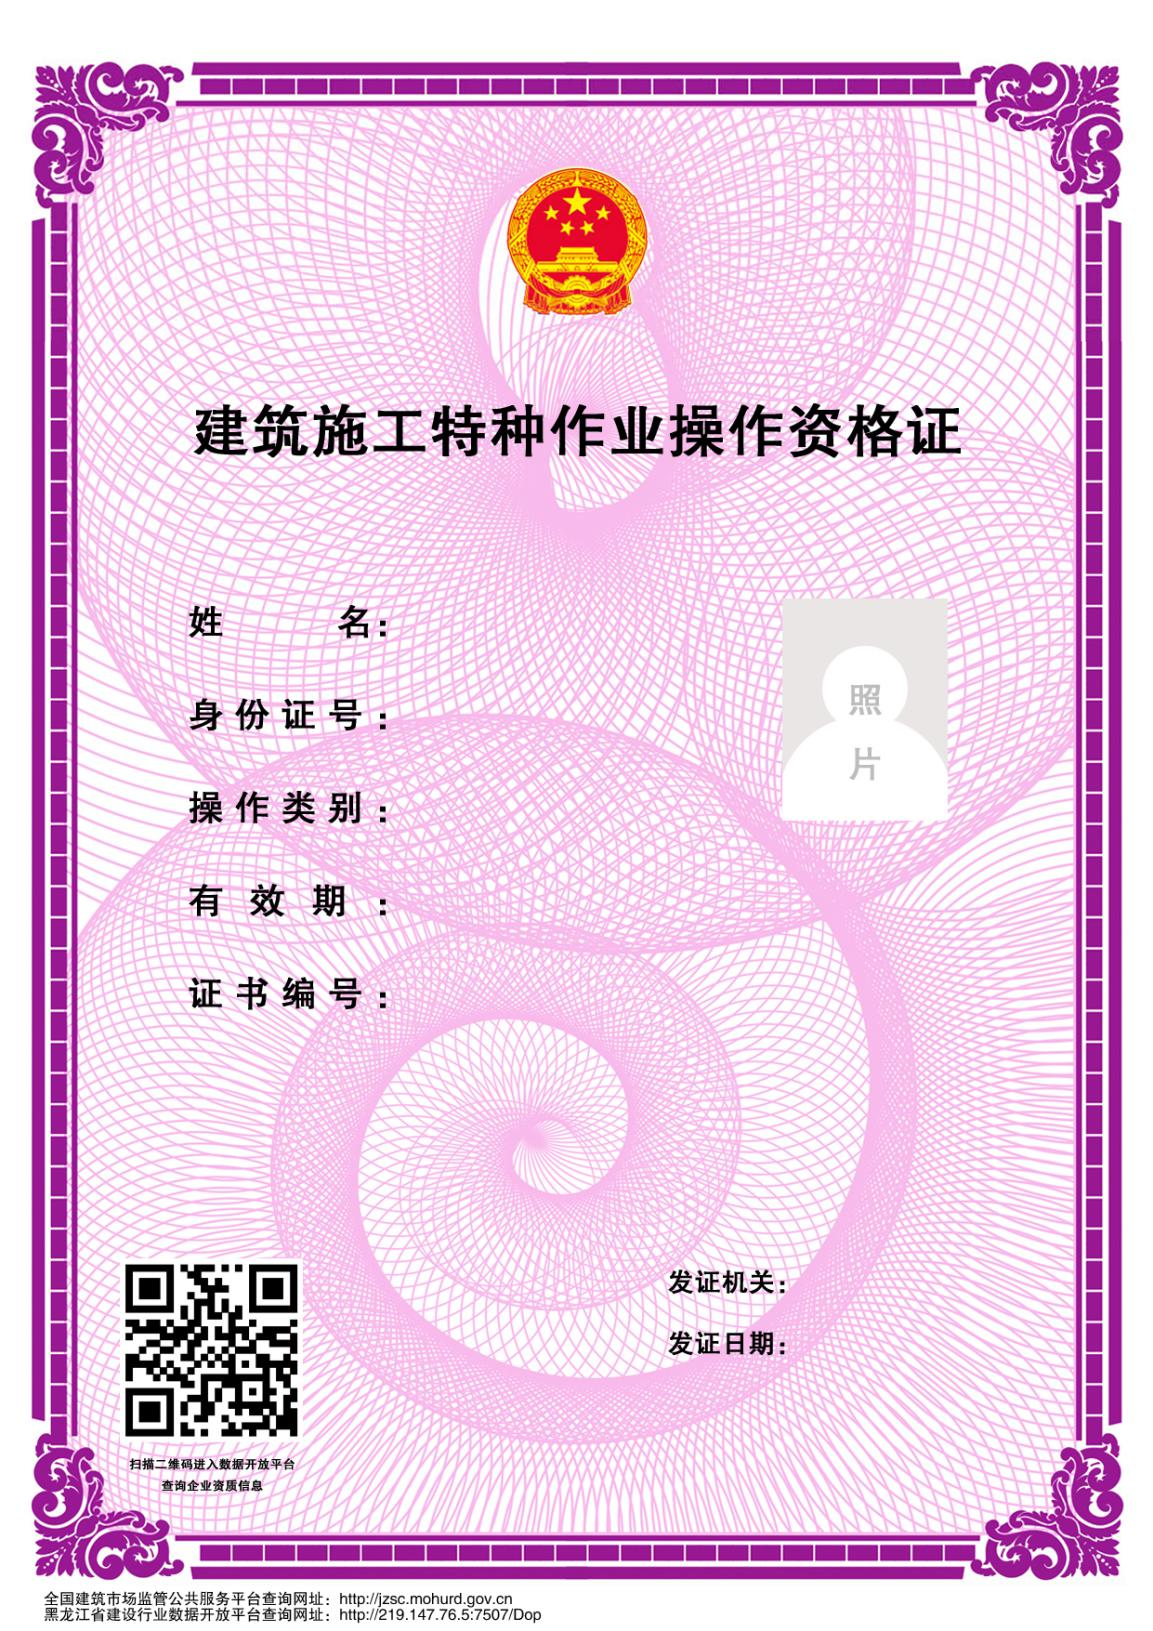 建筑施工特种作业操作资格证
姓 名：
照
身份证号：
片
操作类别：
有效期：
证书编号：
发证机关：
发证日期：
扫描二维码进入数据开放平台
查询企业资质信息
全国建筑市场监管公共服务平台查询网址：http://jzsc.mohurd.gov.cn
黑龙江省建设行业数据开放平台查询网址：http://219.147.76.5:7507/Dop